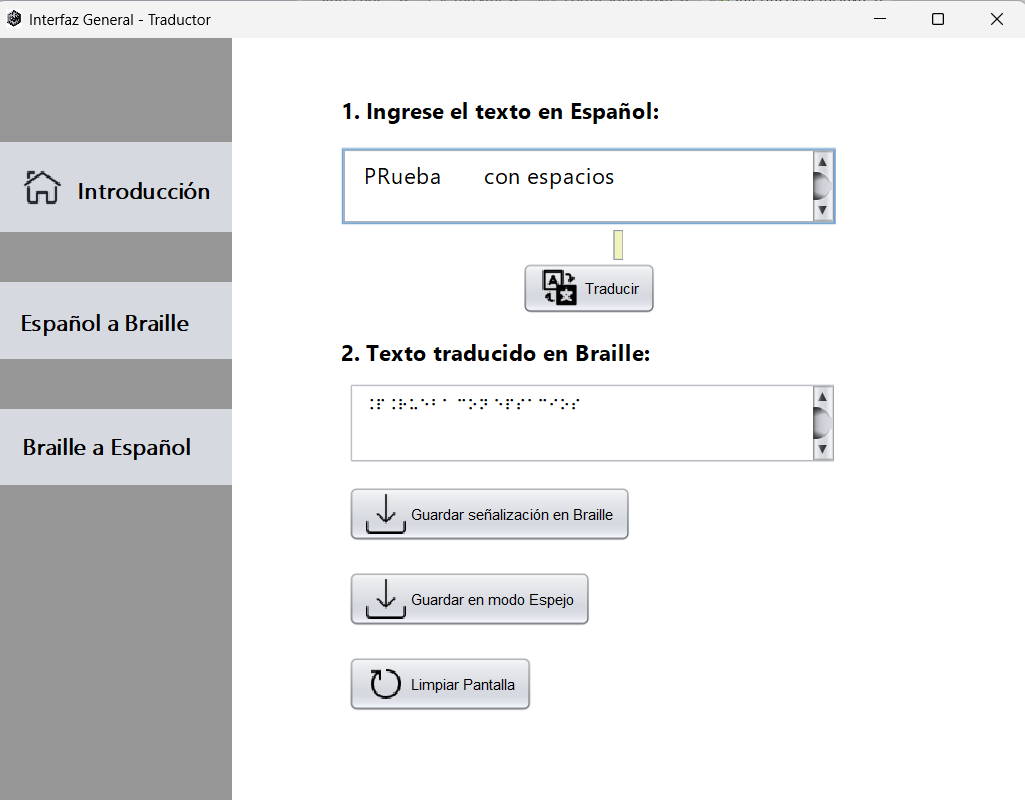 Interfaz General - Traductor
1. Ingrese el texto en Español:
PRueba con espacios
Introducción
Traducir
Español a Braille
2. Texto traducido en Braille:
⠨⠏⠨⠗⠥⠑⠃⠁ ⠉⠕⠝
Braille a Español
Guardar señalización en Braille
Guardar en modo Espejo
Limpiar Pantalla